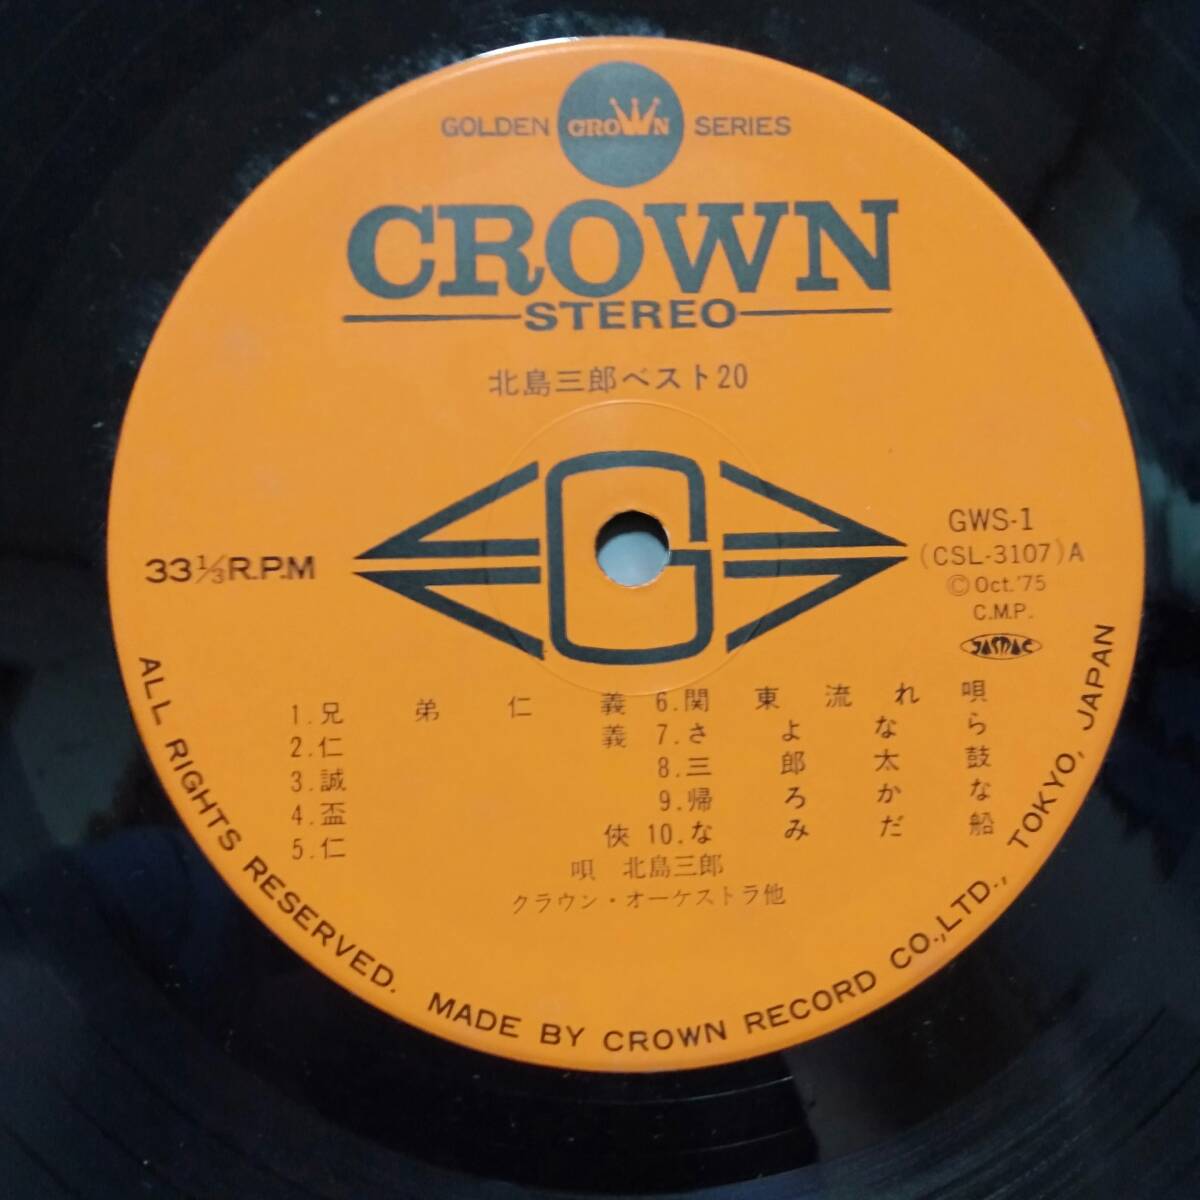 GOLDEN CROWN SERIES
CROWN
STEREO
北島三郎ベスト20
G
33 1/3 R.P.M
GWS-1
(CSL-3107)A
©Oct.'75
C.M.P.
JASRAC
1.兄弟仁義
2.仁義
3.誠
4.盃
5.仁侠
6.関東流れ唄
7.さよなら
8.三郎太鼓
9.帰ろかな
10.なみだ船
唄 北島三郎
クラウン・オーケストラ他
ALL RIGHTS RESERVED. MADE BY CROWN RECORD CO.,LTD., TOKYO, JAPAN